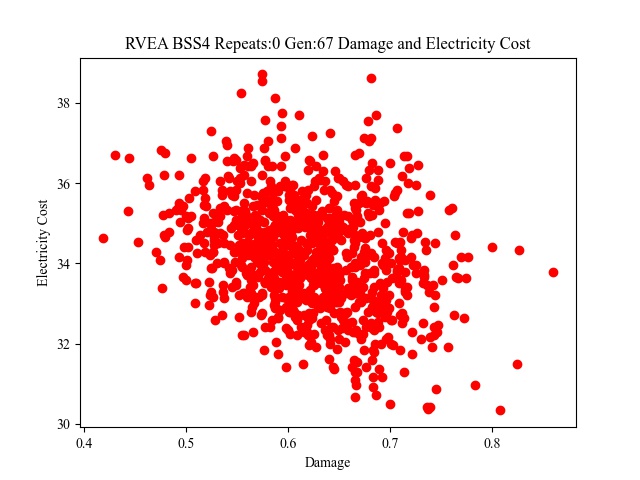 RVEA BSS4 Repeats:0 Gen:67 Damage and Electricity Cost
38
36
34
32
30
Electricity Cost
0.4 0.5 0.6 0.7 0.8
Damage